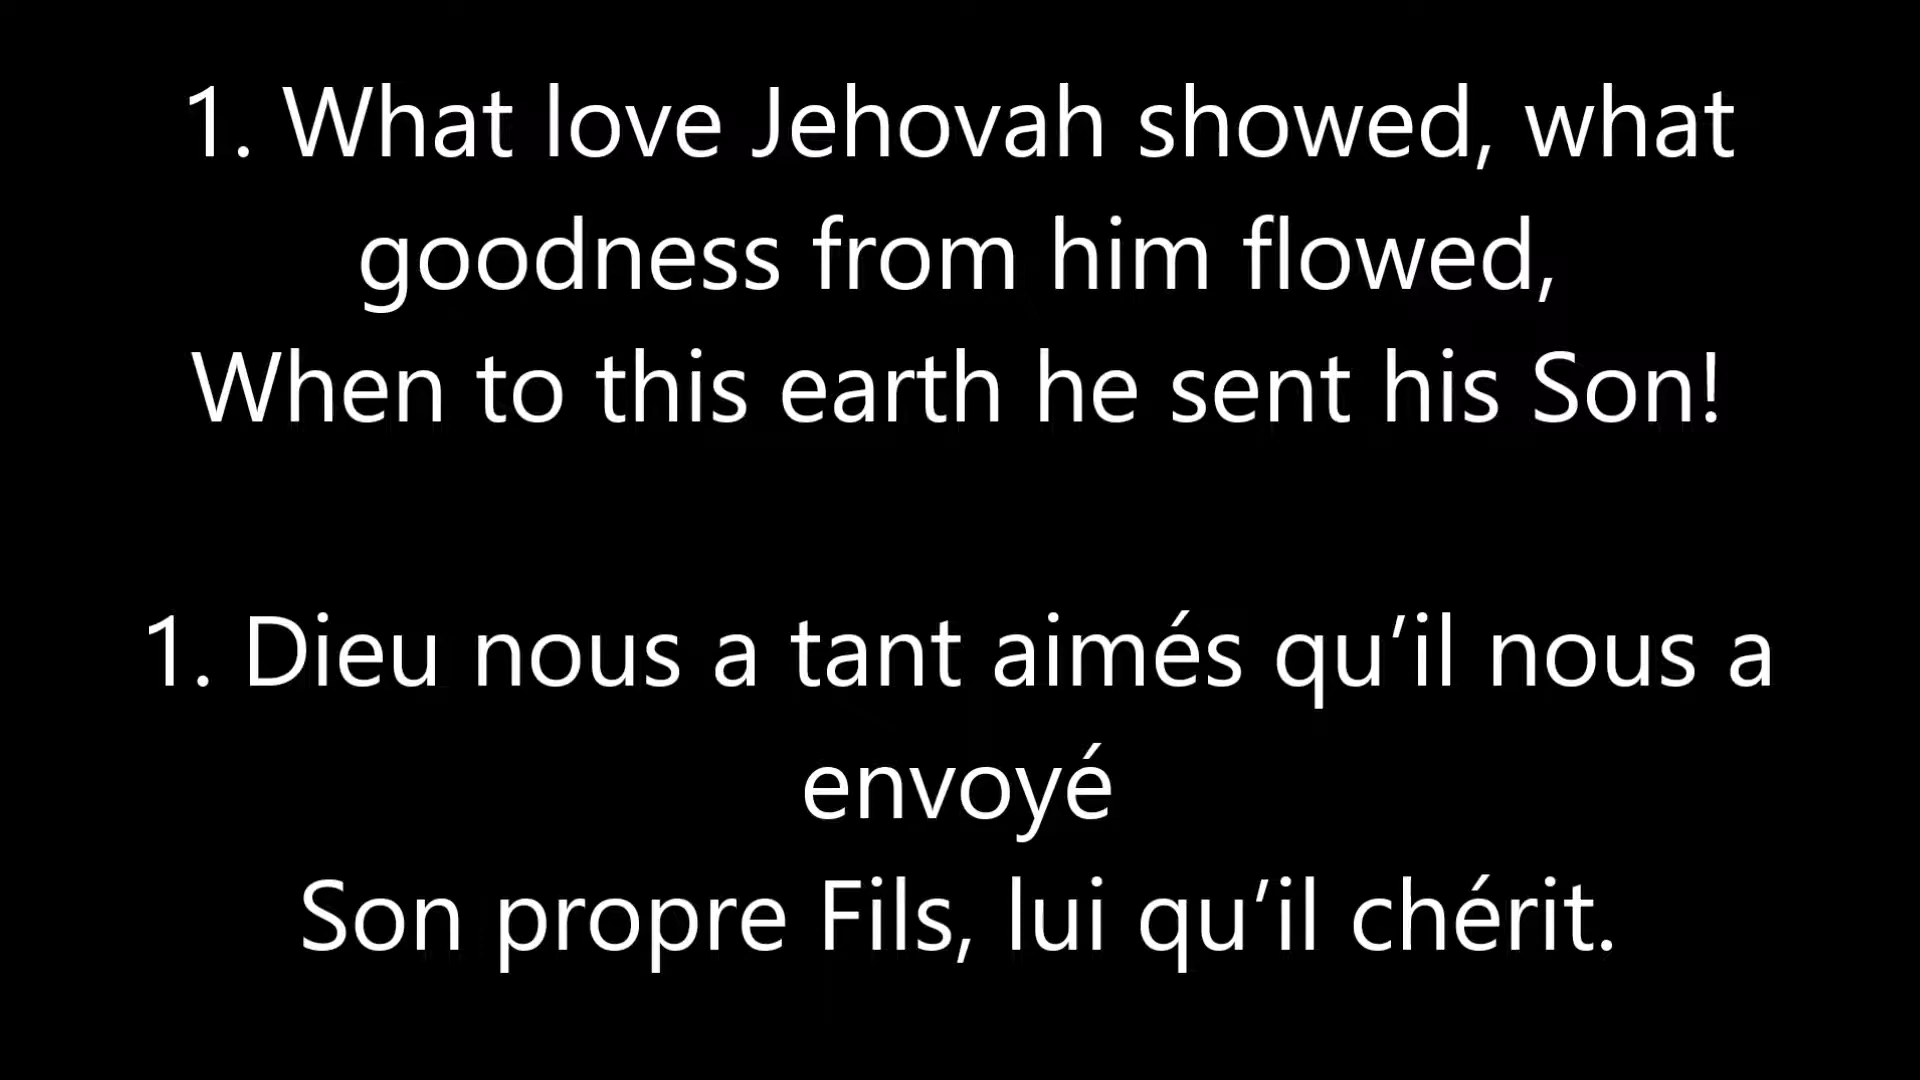 1. What love Jehovah showed, what
goodness from him flowed,
When to this earth he sent his Son!
1. Dieu nous a tant aimés qu’il nous a
envoyé
Son propre Fils, lui qu’il chérit.